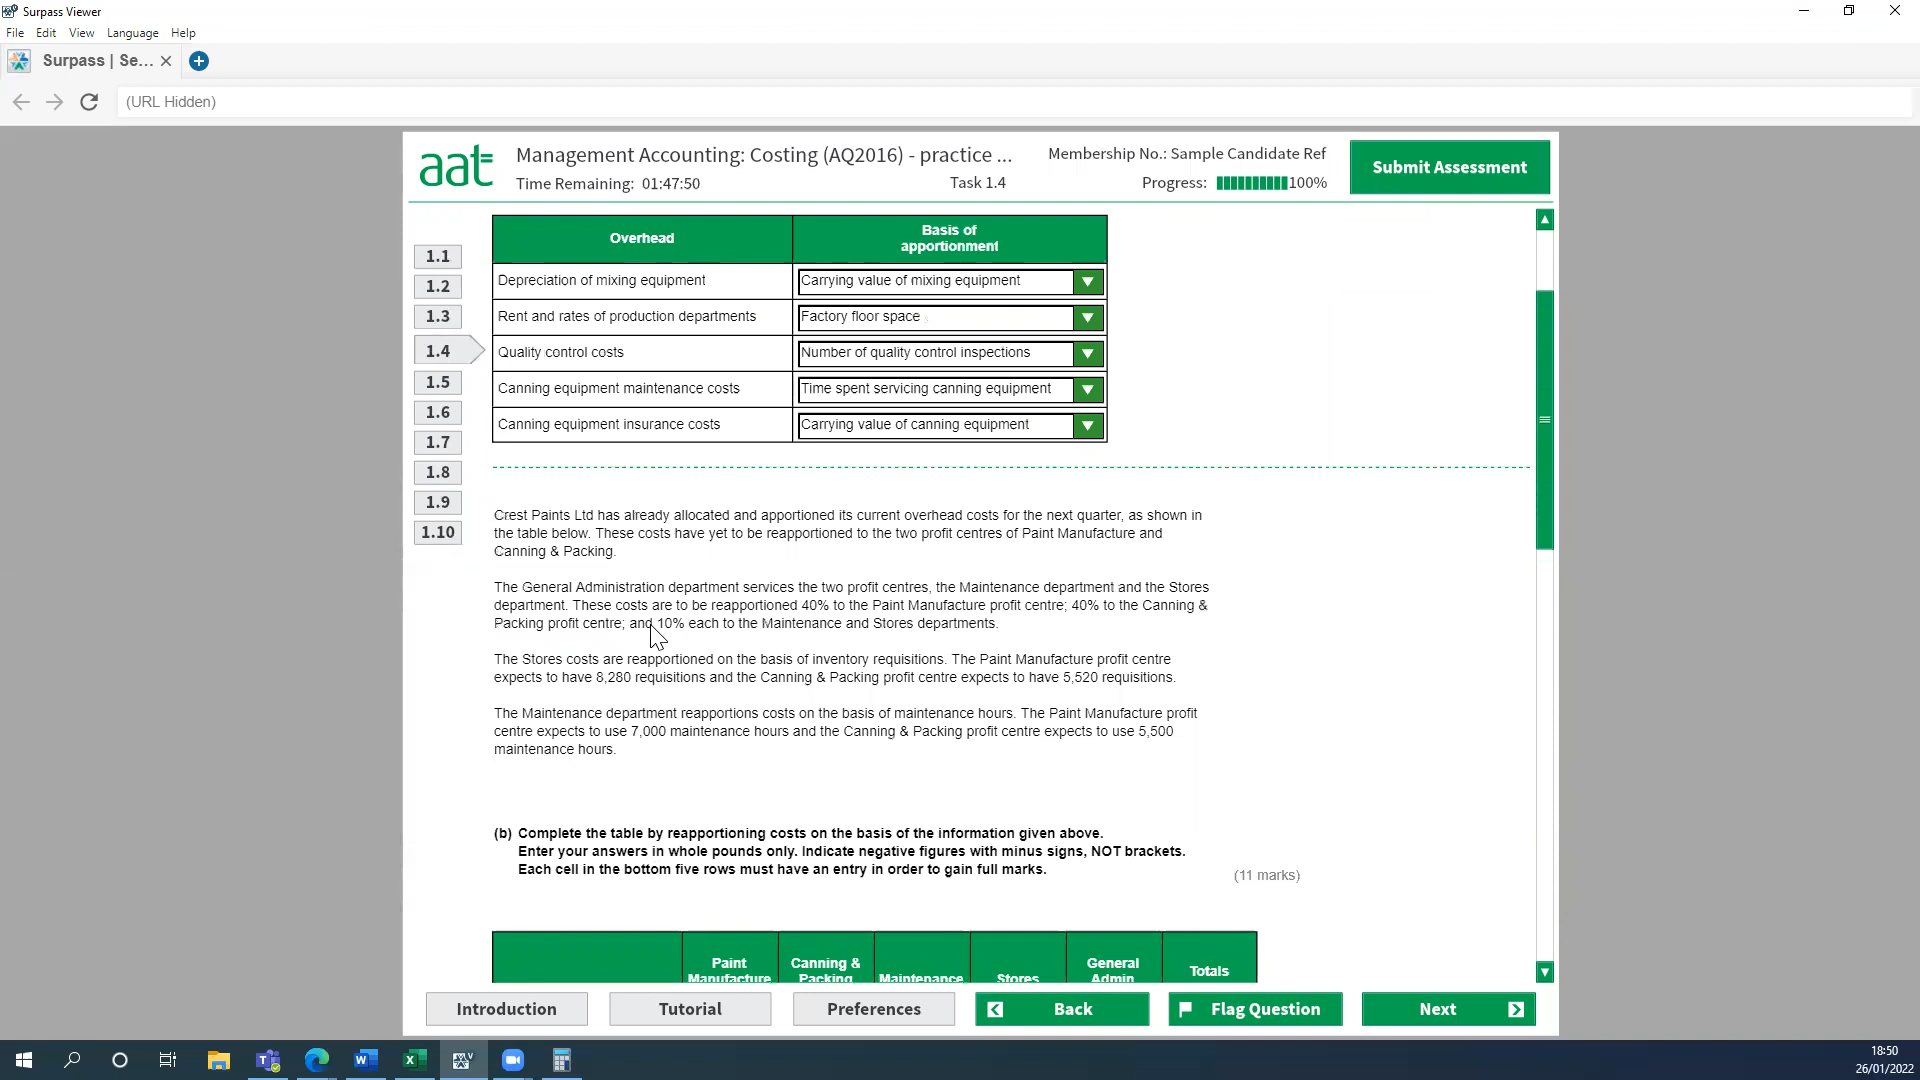 Surpass Viewer
File Edit View Language Help
Surpass | Se...
(URL Hidden)
aat
Management Accounting: Costing (AQ2016) - practice ...
Membership No.: Sample Candidate Ref
Submit Assessment
Time Remaining: 01:47:50
Task 1.4
Progress: 100%
1.1
1.2
1.3
1.4
1.5
1.6
1.7
1.8
1.9
1.10
Overhead
Basis of
apportionment
Depreciation of mixing equipment
Carrying value of mixing equipment
Rent and rates of production departments
Factory floor space
Quality control costs
Number of quality control inspections
Canning equipment maintenance costs
Time spent servicing canning equipment
Canning equipment insurance costs
Carrying value of canning equipment
Crest Paints Ltd has already allocated and apportioned its current overhead costs for the next quarter, as shown in
the table below. These costs have yet to be reapportioned to the two profit centres of Paint Manufacture and
Canning & Packing.
The General Administration department services the two profit centres, the Maintenance department and the Stores
department. These costs are to be reapportioned 40% to the Paint Manufacture profit centre; 40% to the Canning &
Packing profit centre; and 10% each to the Maintenance and Stores departments.
The Stores costs are reapportioned on the basis of inventory requisitions. The Paint Manufacture profit centre
expects to have 8,280 requisitions and the Canning & Packing profit centre expects to have 5,520 requisitions.
The Maintenance department reapportions costs on the basis of maintenance hours. The Paint Manufacture profit
centre expects to use 7,000 maintenance hours and the Canning & Packing profit centre expects to use 5,500
maintenance hours.
(b) Complete the table by reapportioning costs on the basis of the information given above.
Enter your answers in whole pounds only. Indicate negative figures with minus signs, NOT brackets.
Each cell in the bottom five rows must have an entry in order to gain full marks.
(11 marks)
Paint
Manufacture
Canning &
Packing
Maintenance
Stores
General
Admin
Totals
Introduction
Tutorial
Preferences
Back
Flag Question
Next
18:50
26/01/2022